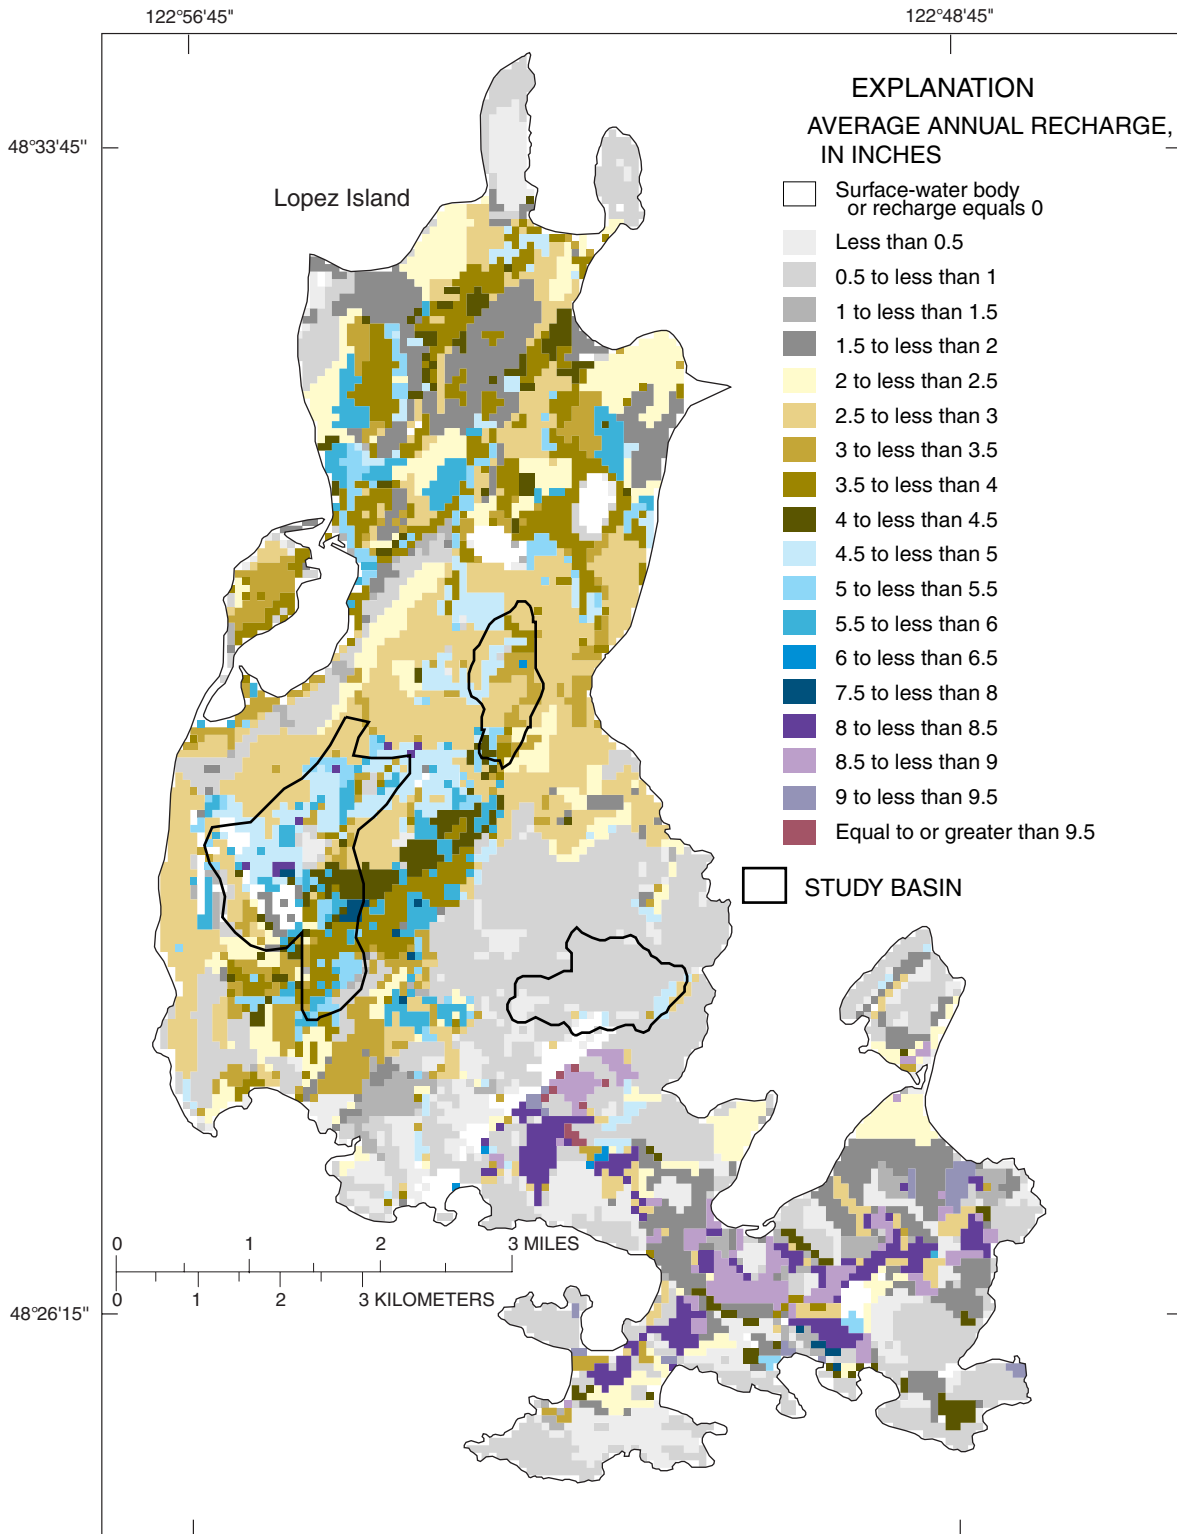 122°56'45"
122°48'45"
48°33'45"
Lopez Island
EXPLANATION
AVERAGE ANNUAL RECHARGE,
IN INCHES
Surface-water body
or recharge equals 0
Less than 0.5
0.5 to less than 1
1 to less than 1.5
1.5 to less than 2
2 to less than 2.5
2.5 to less than 3
3 to less than 3.5
3.5 to less than 4
4 to less than 4.5
4.5 to less than 5
5 to less than 5.5
5.5 to less than 6
6 to less than 6.5
7.5 to less than 8
8 to less than 8.5
8.5 to less than 9
9 to less than 9.5
Equal to or greater than 9.5
STUDY BASIN
0 1 2 3 MILES
0 1 2 3 KILOMETERS
48°26'15"